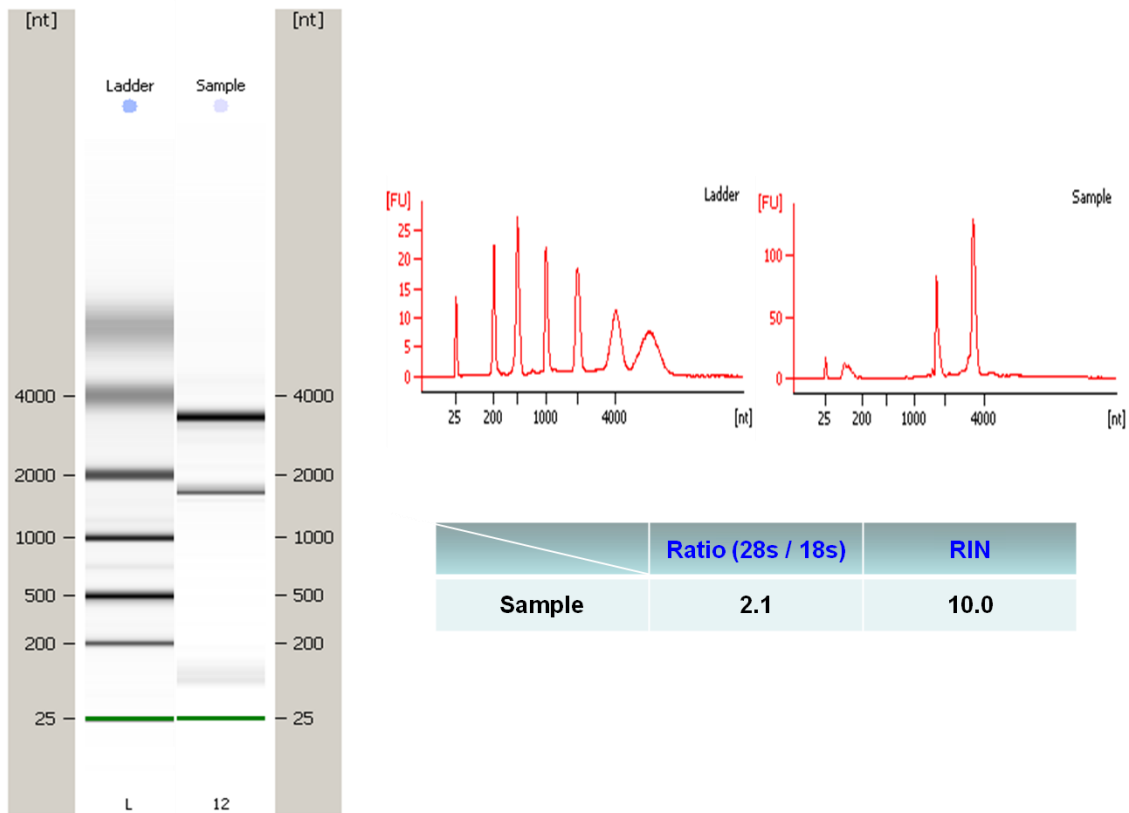 [nt] [nt]
Ladder Sample
4000 4000
2000 2000
1000 1000
500 500
200 200
25 25
L 12
Ladder
[FU]
25
20
15
10
5
0
25 200 1000 4000 [nt]
Sample
[FU]
100
50
0
25 200 1000 4000 [nt]
Ratio (28s / 18s) RIN
Sample 2.1 10.0